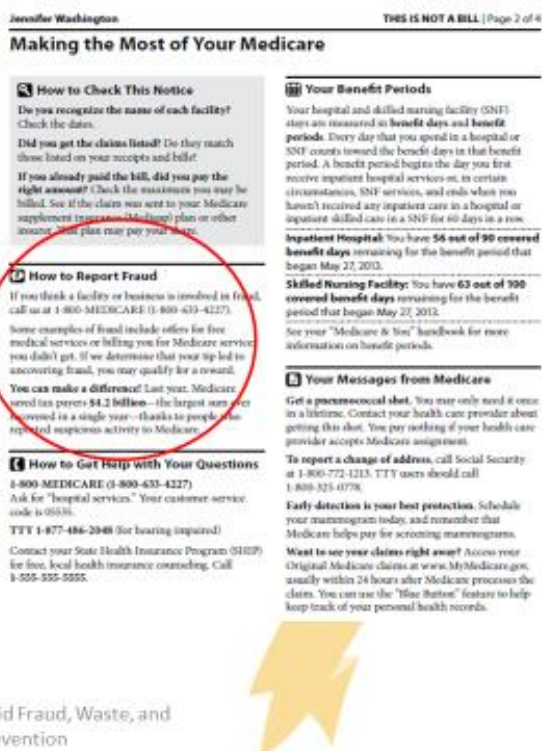 Jennifer Washington
THIS IS NOT A BILL | Page 2 of 4
Making the Most of Your Medicare
How to Check This Notice
Do you recognize the name of each facility?
Check the dates.
Did you get the claims listed? Do they match
those listed on your receipts and bills?
If you already paid the bill, did you pay the
right amount? Check the maximum you may be
billed. See if the claim was sent to your Medicare
supplement insurance (Medigap) plan or other
insurer. That plan may pay your share.
How to Report Fraud
If you think a facility or business is involved in fraud,
call us at 1-800-MEDICARE (1-800-633-4227).
Some examples of fraud include offers for free
medical services or billing you for Medicare services
you didn't get. If we determine that your tip led to
uncovering fraud, you may qualify for a reward.
You can make a difference! Last year, Medicare
saved tax payers $4.2 billion—the largest sum ever
recovered in a single year—thanks to people who
reported suspicious activity to Medicare.
How to Get Help with Your Questions
1-800-MEDICARE (1-800-633-4227)
Ask for "hospital services." Your customer-service
code is 05535.
TTY 1-877-486-2048 (for hearing impaired)
Contact your State Health Insurance Program (SHIP)
for free, local health insurance counseling. Call
1-555-555-5555.
Your Benefit Periods
Your hospital and skilled nursing facility (SNF)
stays are measured in benefit days and benefit
periods. Every day that you spend in a hospital or
SNF counts toward the benefit days in that benefit
period. A benefit period begins the day you first
receive inpatient hospital services or, in certain
circumstances, SNF services, and ends when you
haven't received any inpatient care in a hospital or
inpatient skilled care in a SNF for 60 days in a row.
Inpatient Hospital: You have 56 out of 90 covered
benefit days remaining for the benefit period that
began May 27, 2013.
Skilled Nursing Facility: You have 63 out of 100
covered benefit days remaining for the benefit
period that began May 27, 2013.
See your "Medicare & You" handbook for more
information on benefit periods.
Your Messages from Medicare
Get a pneumococcal shot. You may only need it once
in a lifetime. Contact your health care provider about
getting this shot. You pay nothing if your health care
provider accepts Medicare assignment.
To report a change of address, call Social Security
at 1-800-772-1213. TTY users should call
1-800-325-0778.
Early detection is your best protection. Schedule
your mammogram today, and remember that
Medicare helps pay for screening mammograms.
Want to see your claims right away? Access your
Original Medicare claims at www.MyMedicare.gov,
usually within 24 hours after Medicare processes the
claim. You can use the "Blue Button" feature to help
keep track of your personal health records.
id Fraud, Waste, and
vention